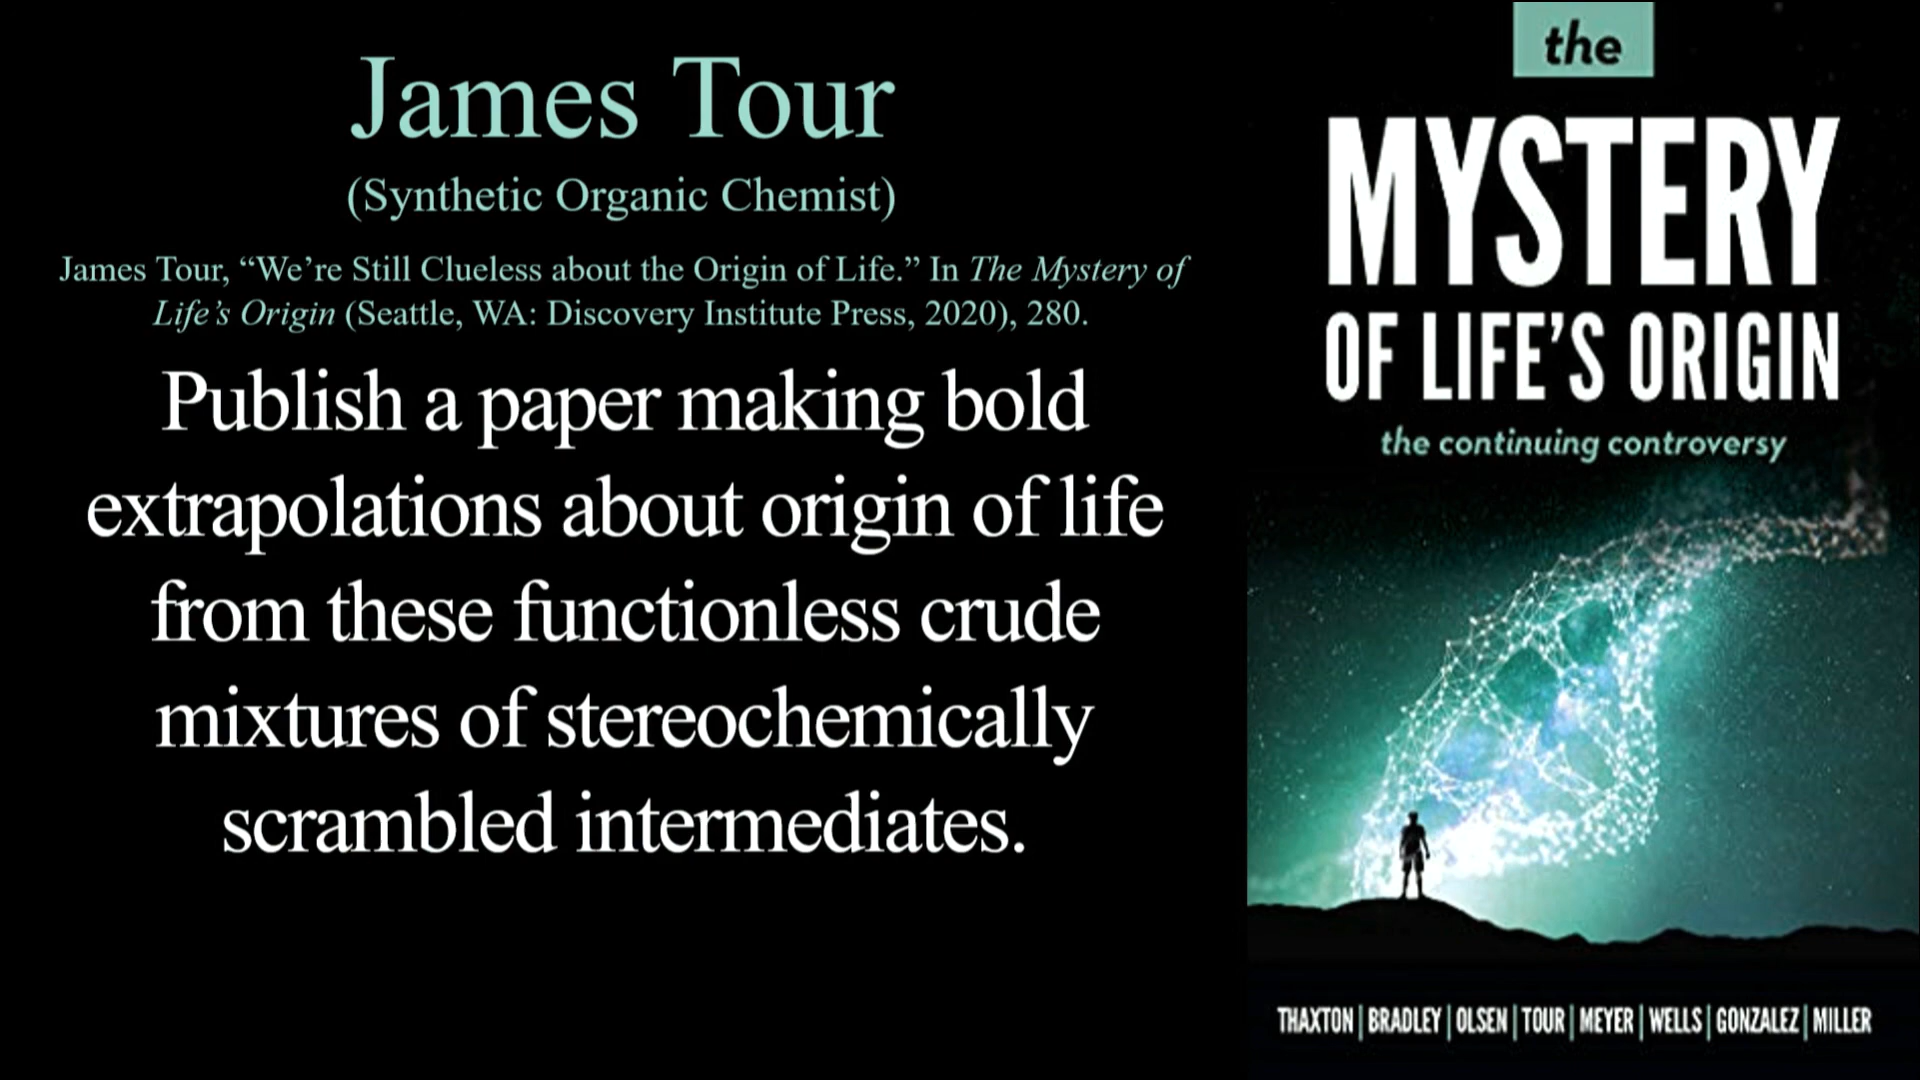 James Tour
(Synthetic Organic Chemist)
James Tour, “We’re Still Clueless about the Origin of Life.” In The Mystery of
Life’s Origin (Seattle, WA: Discovery Institute Press, 2020), 280.
Publish a paper making bold
extrapolations about origin of life
from these functionless crude
mixtures of stereochemically
scrambled intermediates.
the
MYSTERY
OF LIFE’S ORIGIN
the continuing controversy
THAXTON | BRADLEY | OLSEN | TOUR | MEYER | WELLS | GONZALEZ | MILLER